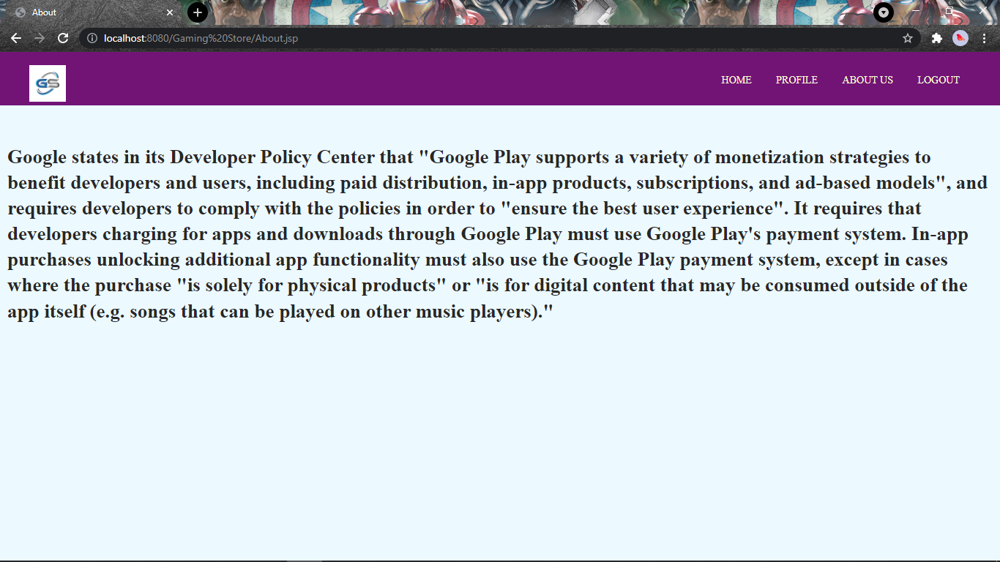 About
localhost:8080/Gaming%20Store/About.jsp
GS
HOME PROFILE ABOUT US LOGOUT
Google states in its Developer Policy Center that "Google Play supports a variety of monetization strategies to
benefit developers and users, including paid distribution, in-app products, subscriptions, and ad-based models", and
requires developers to comply with the policies in order to "ensure the best user experience". It requires that
developers charging for apps and downloads through Google Play must use Google Play's payment system. In-app
purchases unlocking additional app functionality must also use the Google Play payment system, except in cases
where the purchase "is solely for physical products" or "is for digital content that may be consumed outside of the
app itself (e.g. songs that can be played on other music players)."